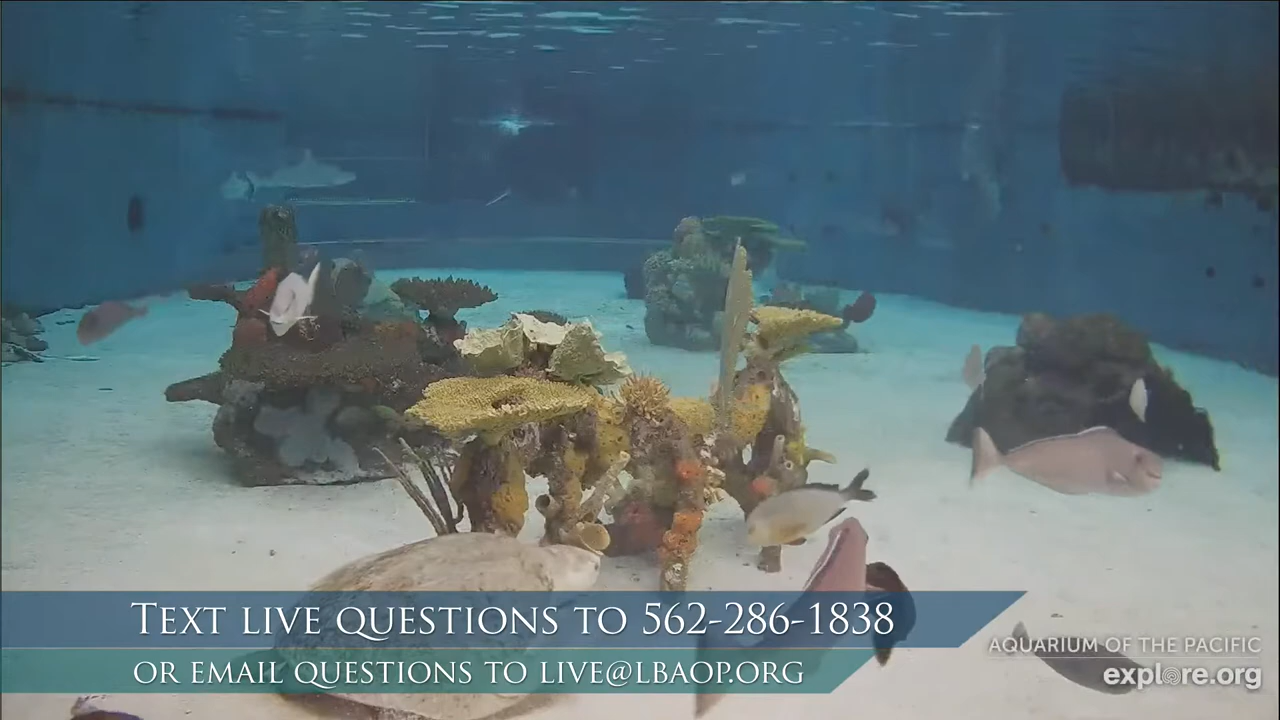 TEXT LIVE QUESTIONS TO 562-286-1838
OR EMAIL QUESTIONS TO LIVE@LBAOP.ORG
AQUARIUM OF THE PACIFIC
explore.org